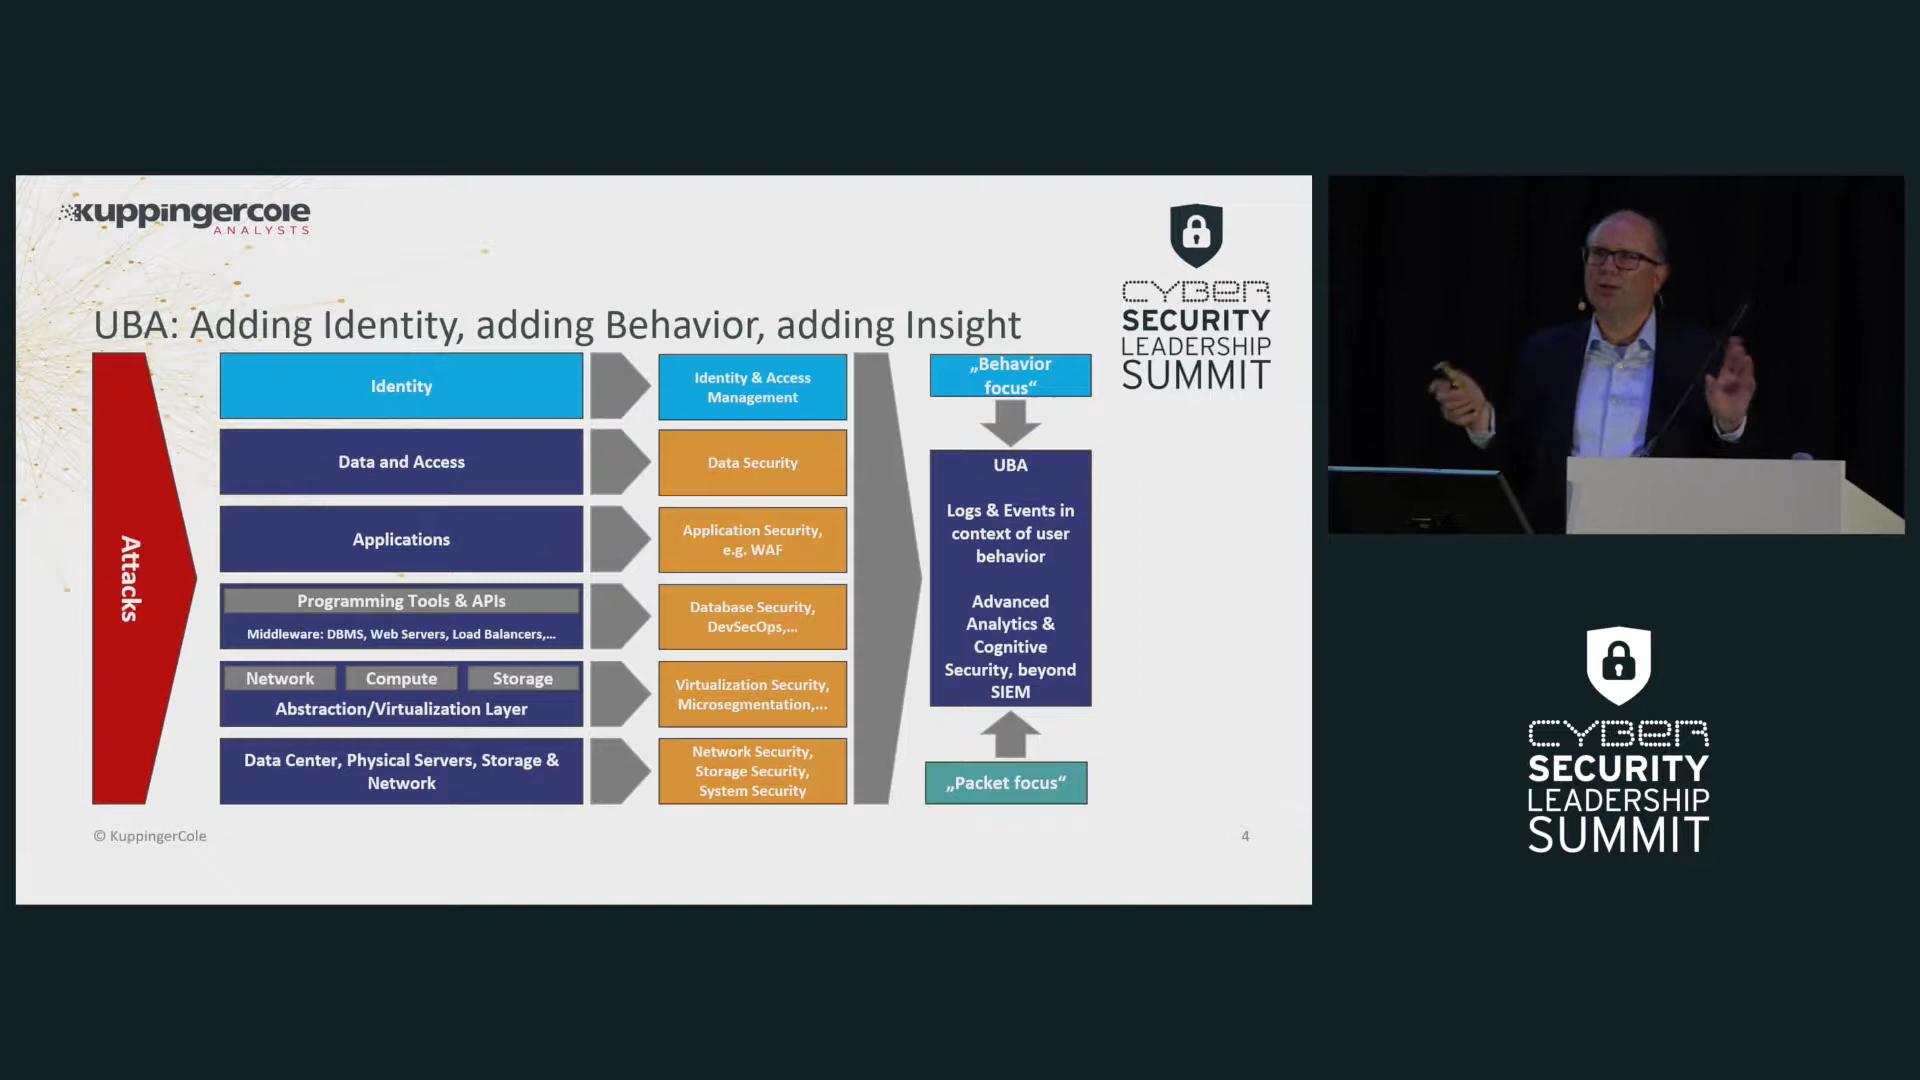 kuppingercole
ANALYSTS
CYBER
SECURITY
LEADERSHIP
SUMMIT
UBA: Adding Identity, adding Behavior, adding Insight
Attacks
Identity
Data and Access
Applications
Programming Tools & APIs
Middleware: DBMS, Web Servers, Load Balancers,...
Network
Compute
Storage
Abstraction/Virtualization Layer
Data Center, Physical Servers, Storage &
Network
Identity & Access
Management
Data Security
Application Security,
e.g. WAF
Database Security,
DevSecOps,...
Virtualization Security,
Microsegmentation,...
Network Security,
Storage Security,
System Security
„Behavior
focus“
UBA
Logs & Events in
context of user
behavior
Advanced
Analytics &
Cognitive
Security, beyond
SIEM
„Packet focus“
© KuppingerCole
4
CYBER
SECURITY
LEADERSHIP
SUMMIT